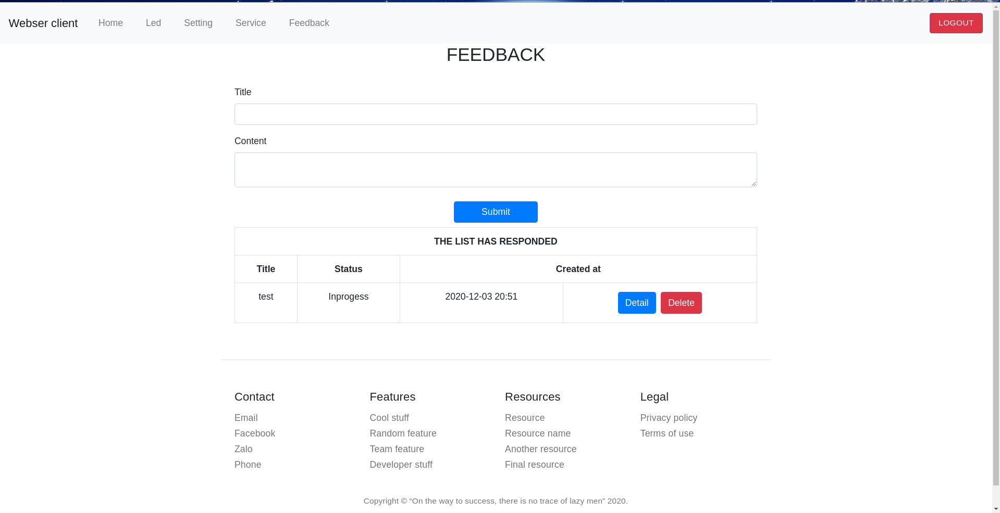 Webser client Home Led Setting Service Feedback LOGOUT
FEEDBACK
Title
Content
Submit
THE LIST HAS RESPONDED
Title Status Created at
test Inprogess 2020-12-03 20:51 Detail Delete
Contact Features Resources Legal
Email Cool stuff Resource Privacy policy
Facebook Random feature Resource name Terms of use
Zalo Team feature Another resource
Phone Developer stuff Final resource
Copyright © “On the way to success, there is no trace of lazy men” 2020.